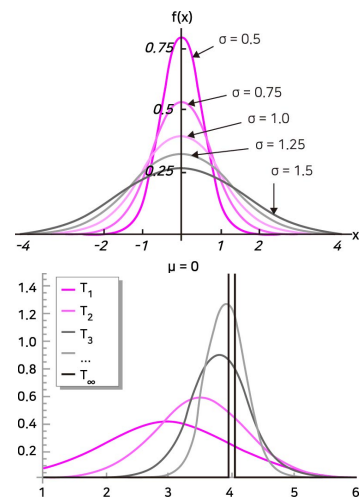 f(x)
0.75
σ = 0.5
0.5
σ = 0.75
σ = 1.0
σ = 1.25
0.25
σ = 1.5
-4 -2 -1 1 2 4 x
μ = 0
1.4
1.2
1.0
0.8
0.6
0.4
0.2
T₁
T₂
T₃
...
T∞
1 2 3 4 5 6